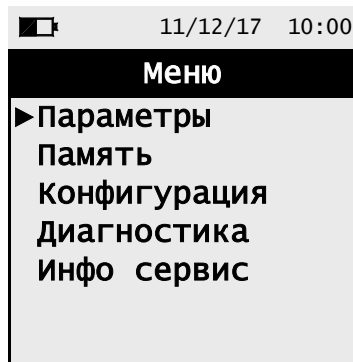 11/12/17 10:00
Меню
Параметры
Память
Конфигурация
Диагностика
Инфо сервис